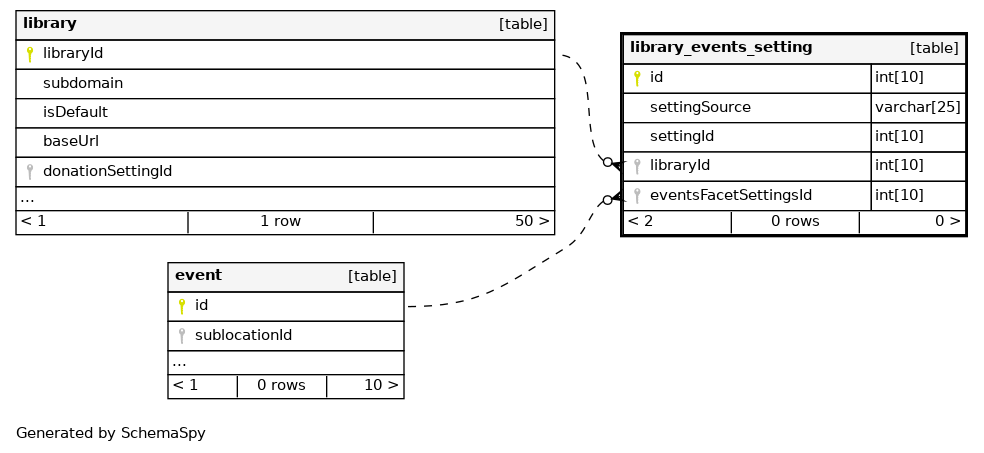 library [table]
libraryId
subdomain
isDefault
baseUrl
donationSettingId
...
< 1 1 row 50 >
library_events_setting [table]
id int[10]
settingSource varchar[25]
settingId int[10]
libraryId int[10]
eventsFacetSettingsId int[10]
< 2 0 rows 0 >
event [table]
id
sublocationId
...
< 1 0 rows 10 >
Generated by SchemaSpy